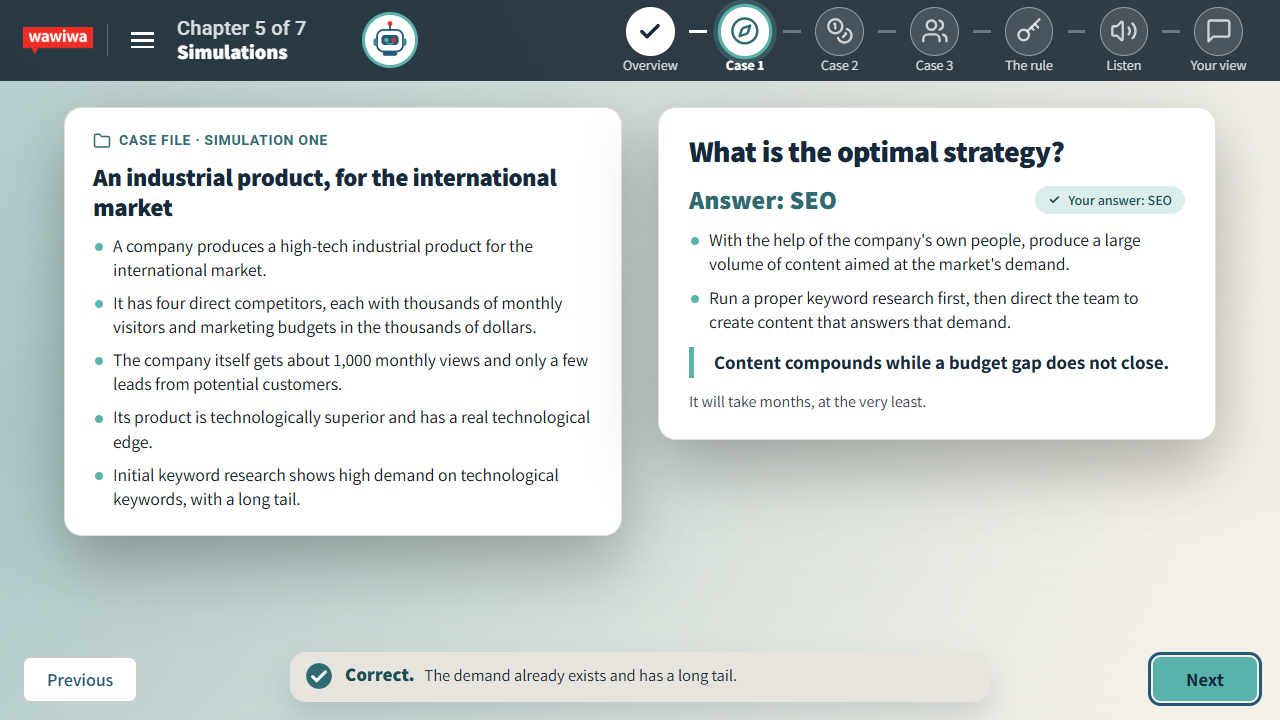 wawiwa
Chapter 5 of 7
Simulations
Overview
Case 1
Case 2
Case 3
The rule
Listen
Your view
CASE FILE · SIMULATION ONE
An industrial product, for the international
market
A company produces a high-tech industrial product for the
international market.
It has four direct competitors, each with thousands of monthly
visitors and marketing budgets in the thousands of dollars.
The company itself gets about 1,000 monthly views and only a few
leads from potential customers.
Its product is technologically superior and has a real technological
edge.
Initial keyword research shows high demand on technological
keywords, with a long tail.
What is the optimal strategy?
Answer: SEO
Your answer: SEO
With the help of the company's own people, produce a large
volume of content aimed at the market's demand.
Run a proper keyword research first, then direct the team to
create content that answers that demand.
Content compounds while a budget gap does not close.
It will take months, at the very least.
Previous
Correct. The demand already exists and has a long tail.
Next